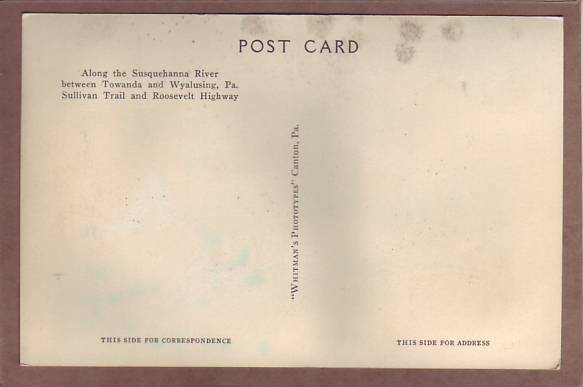 POST CARD
Along the Susquehanna River
between Towanda and Wyalusing, Pa.
Sullivan Trail and Roosevelt Highway
"WHITMAN'S PHOTOTYPES" Canton, Pa.
THIS SIDE FOR CORRESPONDENCE
THIS SIDE FOR ADDRESS